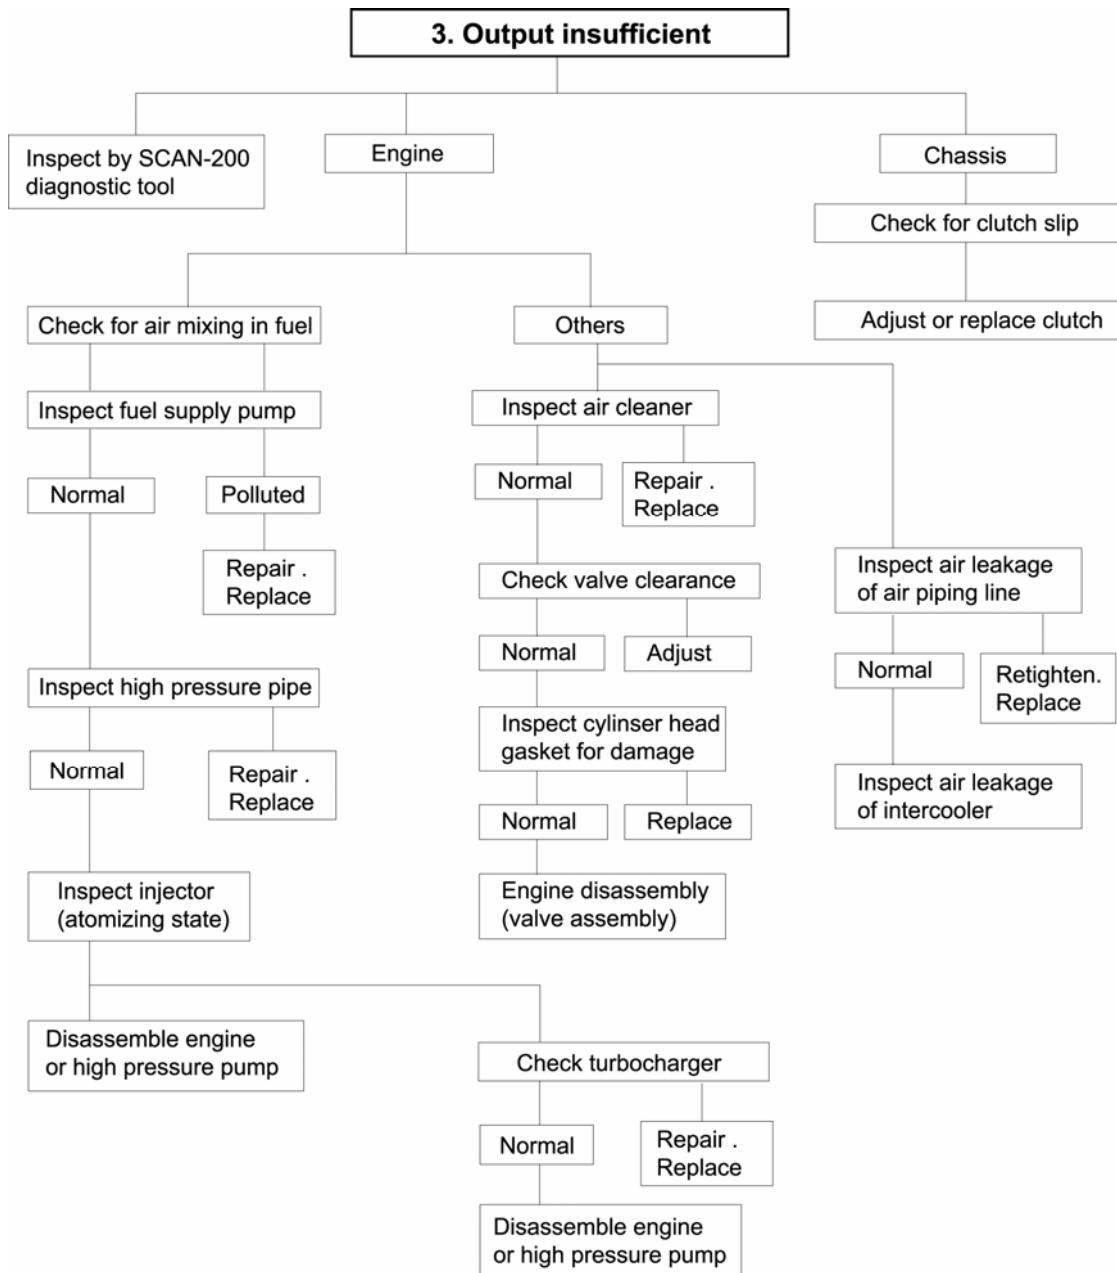 3. Output insufficient
Inspect by SCAN-200
diagnostic tool
Engine
Chassis
Check for clutch slip
Adjust or replace clutch
Check for air mixing in fuel
Inspect fuel supply pump
Normal
Polluted
Repair .
Replace
Inspect high pressure pipe
Normal
Repair .
Replace
Inspect injector
(atomizing state)
Disassemble engine
or high pressure pump
Check turbocharger
Normal
Repair .
Replace
Disassemble engine
or high pressure pump
Others
Inspect air cleaner
Normal
Repair .
Replace
Check valve clearance
Normal
Adjust
Inspect cylinser head
gasket for damage
Normal
Replace
Engine disassembly
(valve assembly)
Inspect air leakage
of air piping line
Normal
Retighten.
Replace
Inspect air leakage
of intercooler